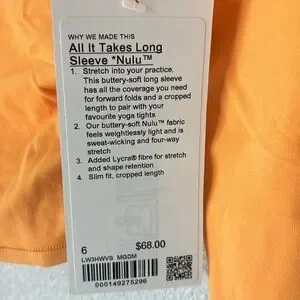 WHY WE MADE THIS
All It Takes Long
Sleeve *Nulu™
1. Stretch into your practice.
This buttery-soft long sleeve
has all the coverage you need
for forward folds and a cropped
length to pair with your
favourite yoga tights
2. Our buttery-soft Nulu™ fabric
feels weightlessly light and is
sweat-wicking and four-way
stretch
3. Added Lycra® fibre for stretch
and shape retention
4. Slim fit, cropped length
6 $68.00
LW3HWVS MGDM
000149275296